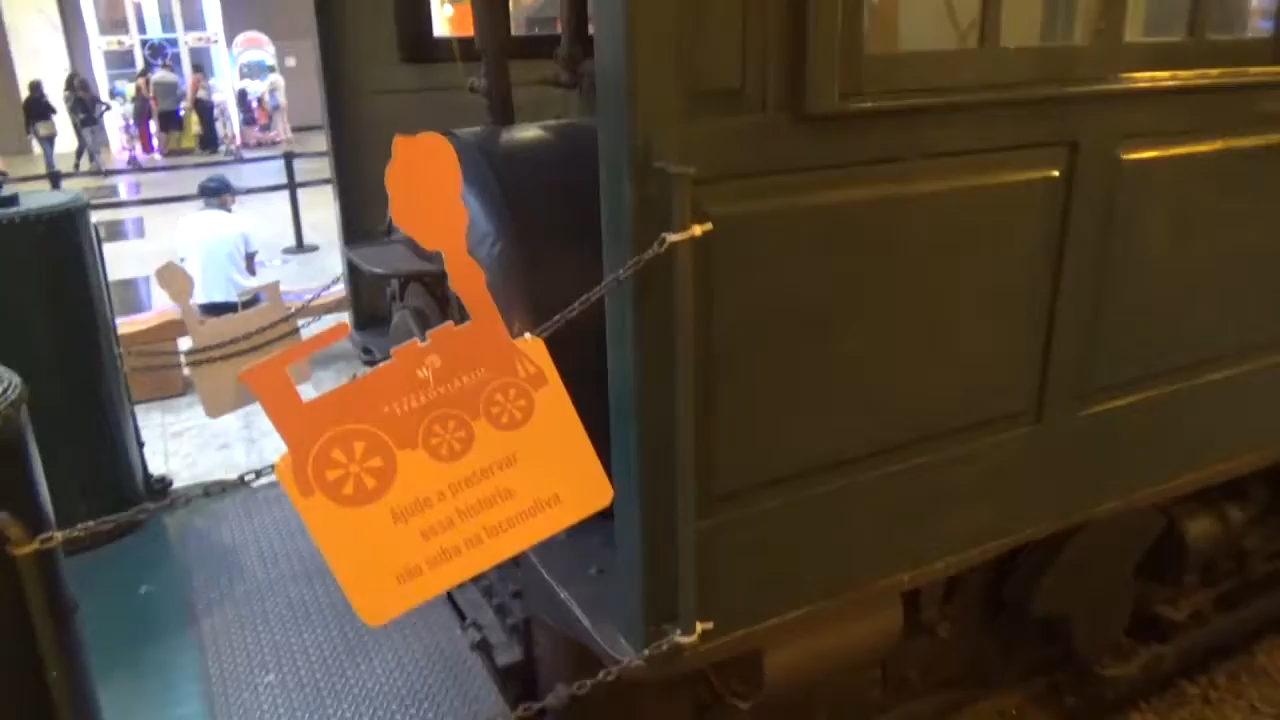 FERROVIÁRIO
Ajude a preservar
essa história:
não suba na locomotiva